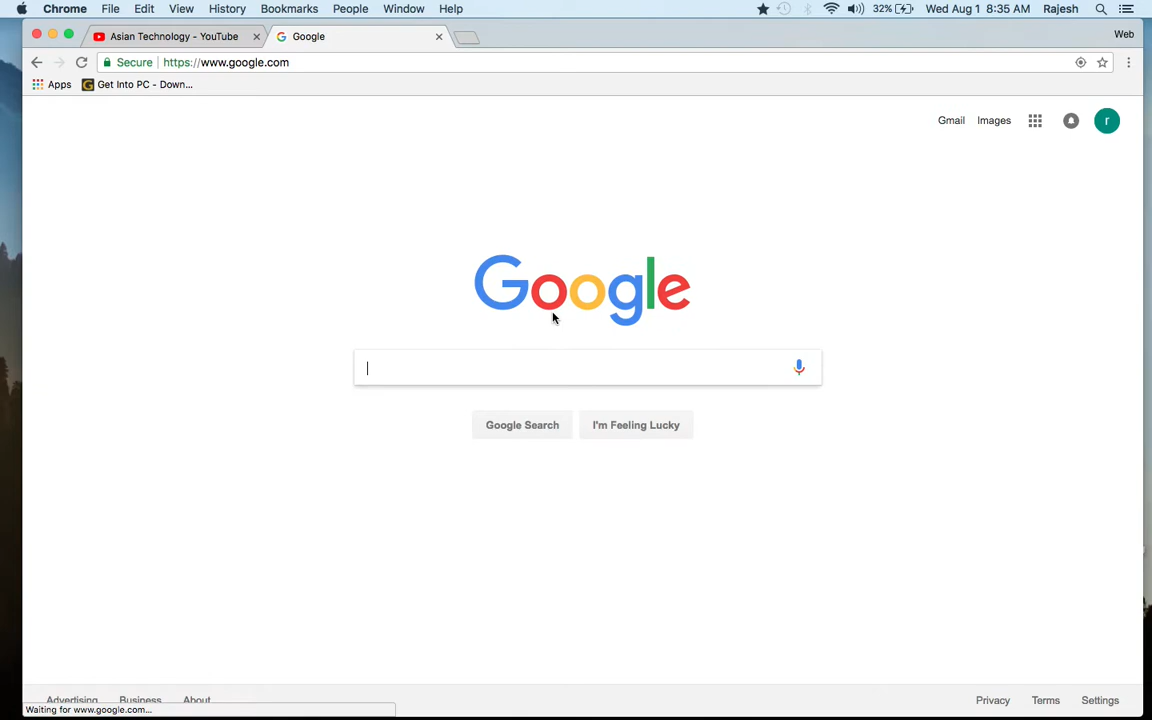 Chrome File Edit View History Bookmarks People Window Help 32% Wed Aug 1 8:35 AM Rajesh
Asian Technology - YouTube Google Web
Secure https://www.google.com
Apps Get Into PC - Down...
Gmail Images r
Google
Google Search I'm Feeling Lucky
Advertising Business About Privacy Terms Settings
Waiting for www.google.com...